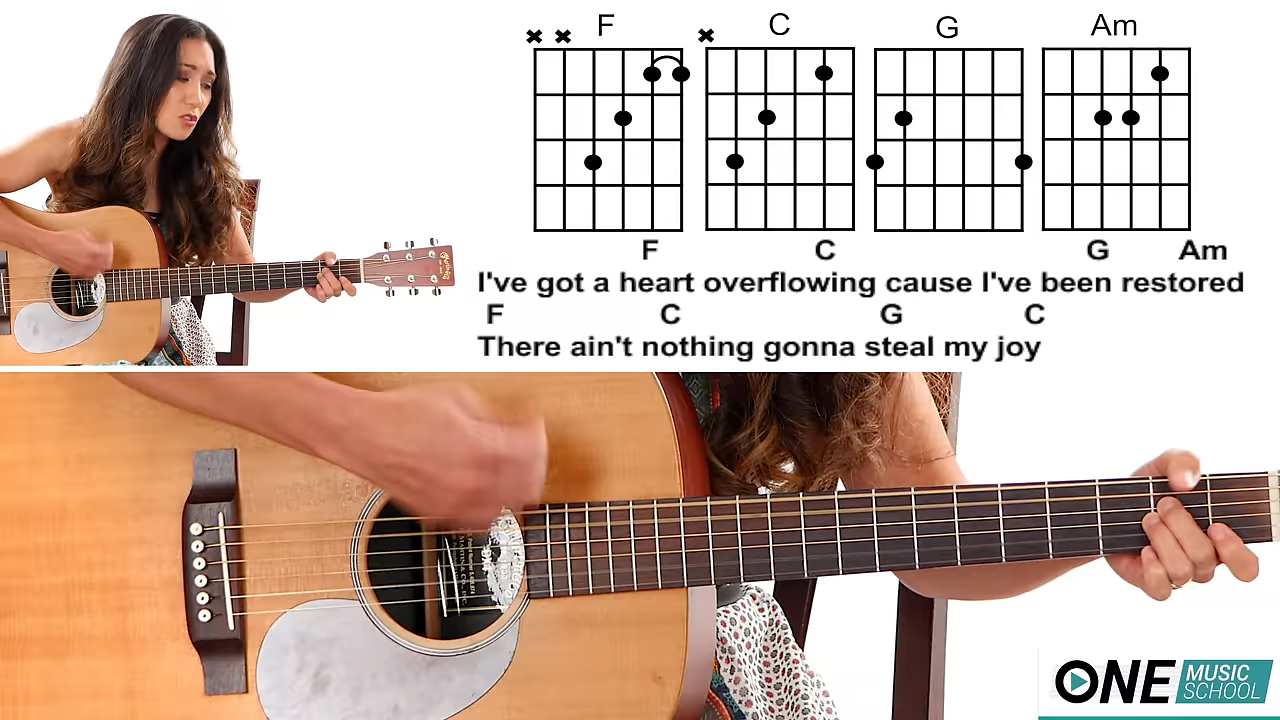 F C G Am
F C G Am
I've got a heart overflowing cause I've been restored
F C G C
There ain't nothing gonna steal my joy
ONE MUSIC
SCHOOL